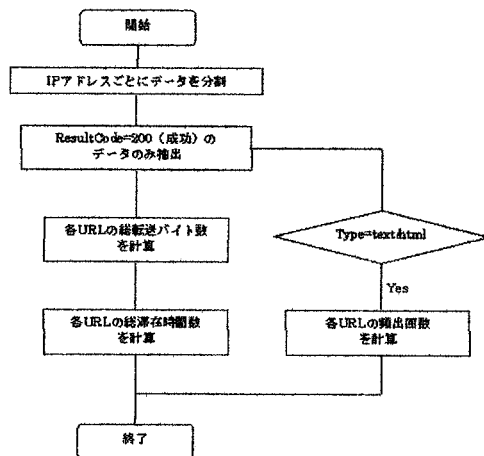 開始
IPアドレスごとにデータを分割
ResultCode=200(成功)の
データのみ抽出
各URLの総転送バイト数
を計算
Type=text/html
Yes
各URLの総滞在時間数
を計算
各URLの頻出回数
を計算
終了